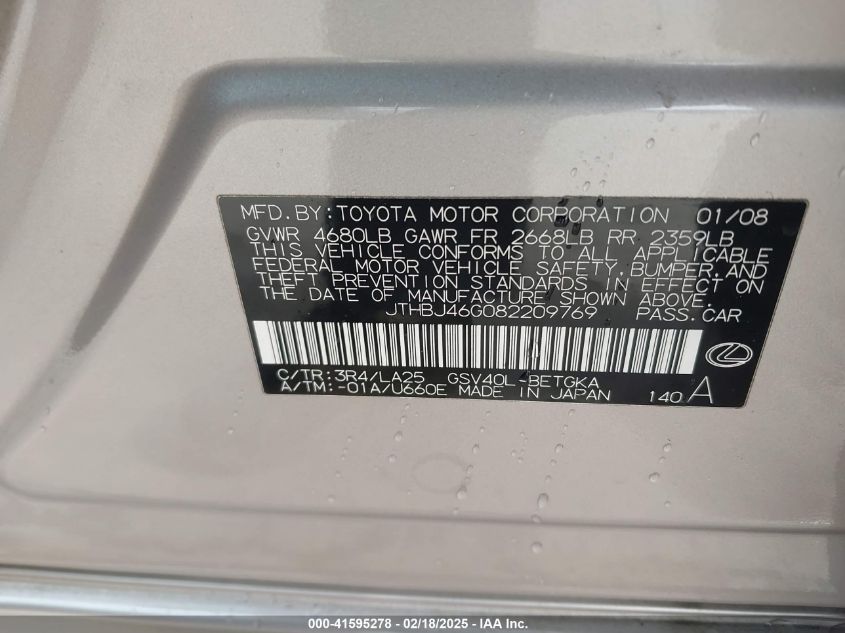 MFD. BY: TOYOTA MOTOR CORPORATION 01/08
GVWR 4680LB GAWR FR 2668LB RR 2359LB
THIS VEHICLE CONFORMS TO ALL APPLICABLE
FEDERAL MOTOR VEHICLE SAFETY, BUMPER, AND
THEFT PREVENTION STANDARDS IN EFFECT ON
THE DATE OF MANUFACTURE SHOWN ABOVE.
JTHBJ46G082209769 PASS. CAR
C/TR: 3R4/LA25 GSV40L-BETGKA
A/TM: -01A/U660E MADE IN JAPAN 140 A
000-41595278 - 02/18/2025 - IAA Inc.